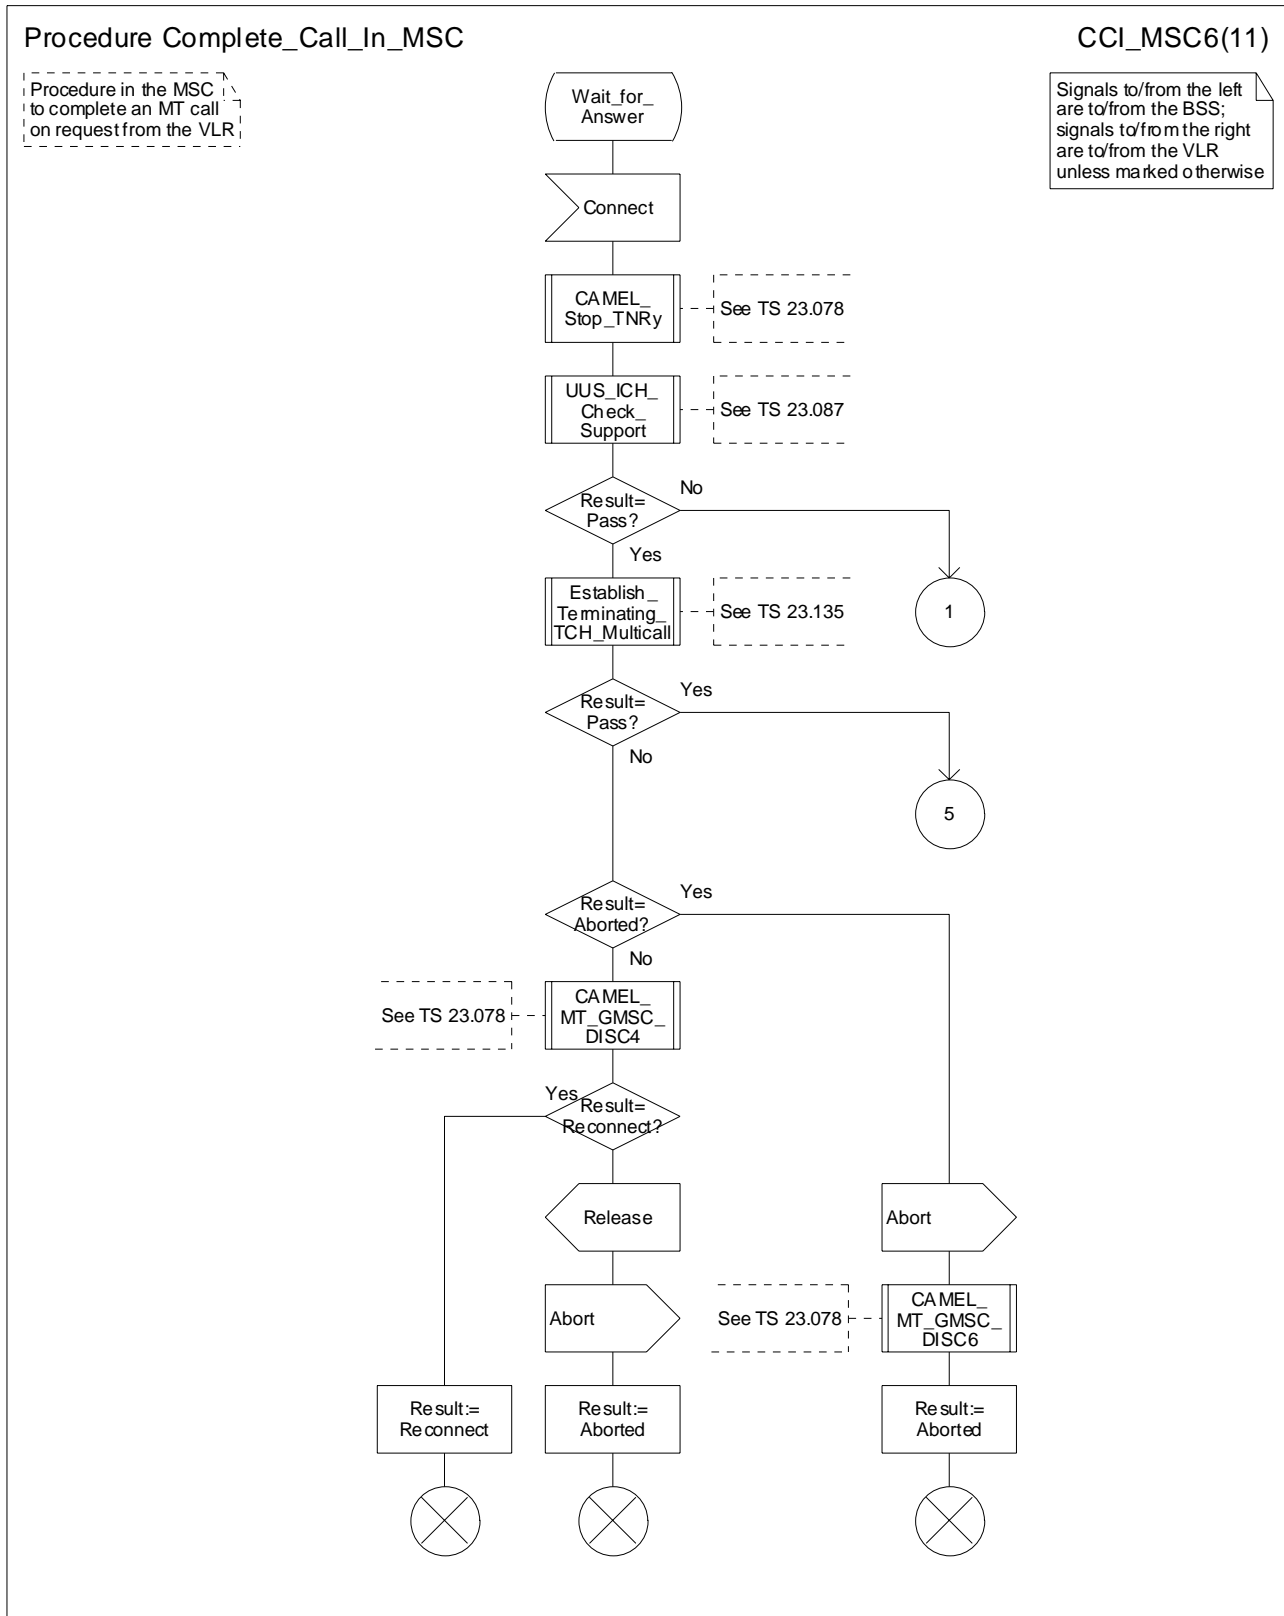 Procedure Complete_Call_In_MSC
CCI_MSC6(11)
Procedure in the MSC
to complete an MT call
on request from the VLR
Signals to/from the left
are to/from the BSS;
signals to/from the right
are to/from the VLR
unless marked otherwise
Wait_for_
Answer
Connect
CAMEL_
Stop_TNRy
See TS 23.078
UUS_ICH_
Check_
Support
See TS 23.087
Result=
Pass?
No
Yes
1
Establish_
Terminating_
TCH_Multicall
See TS 23.135
Result=
Pass?
Yes
No
5
Result=
Aborted?
Yes
No
See TS 23.078
CAMEL_
MT_GMSC_
DISC4
Yes
Result=
Reconnect?
Release
Abort
Abort
See TS 23.078
CAMEL_
MT_GMSC_
DISC6
Result:=
Reconnect
Result:=
Aborted
Result:=
Aborted